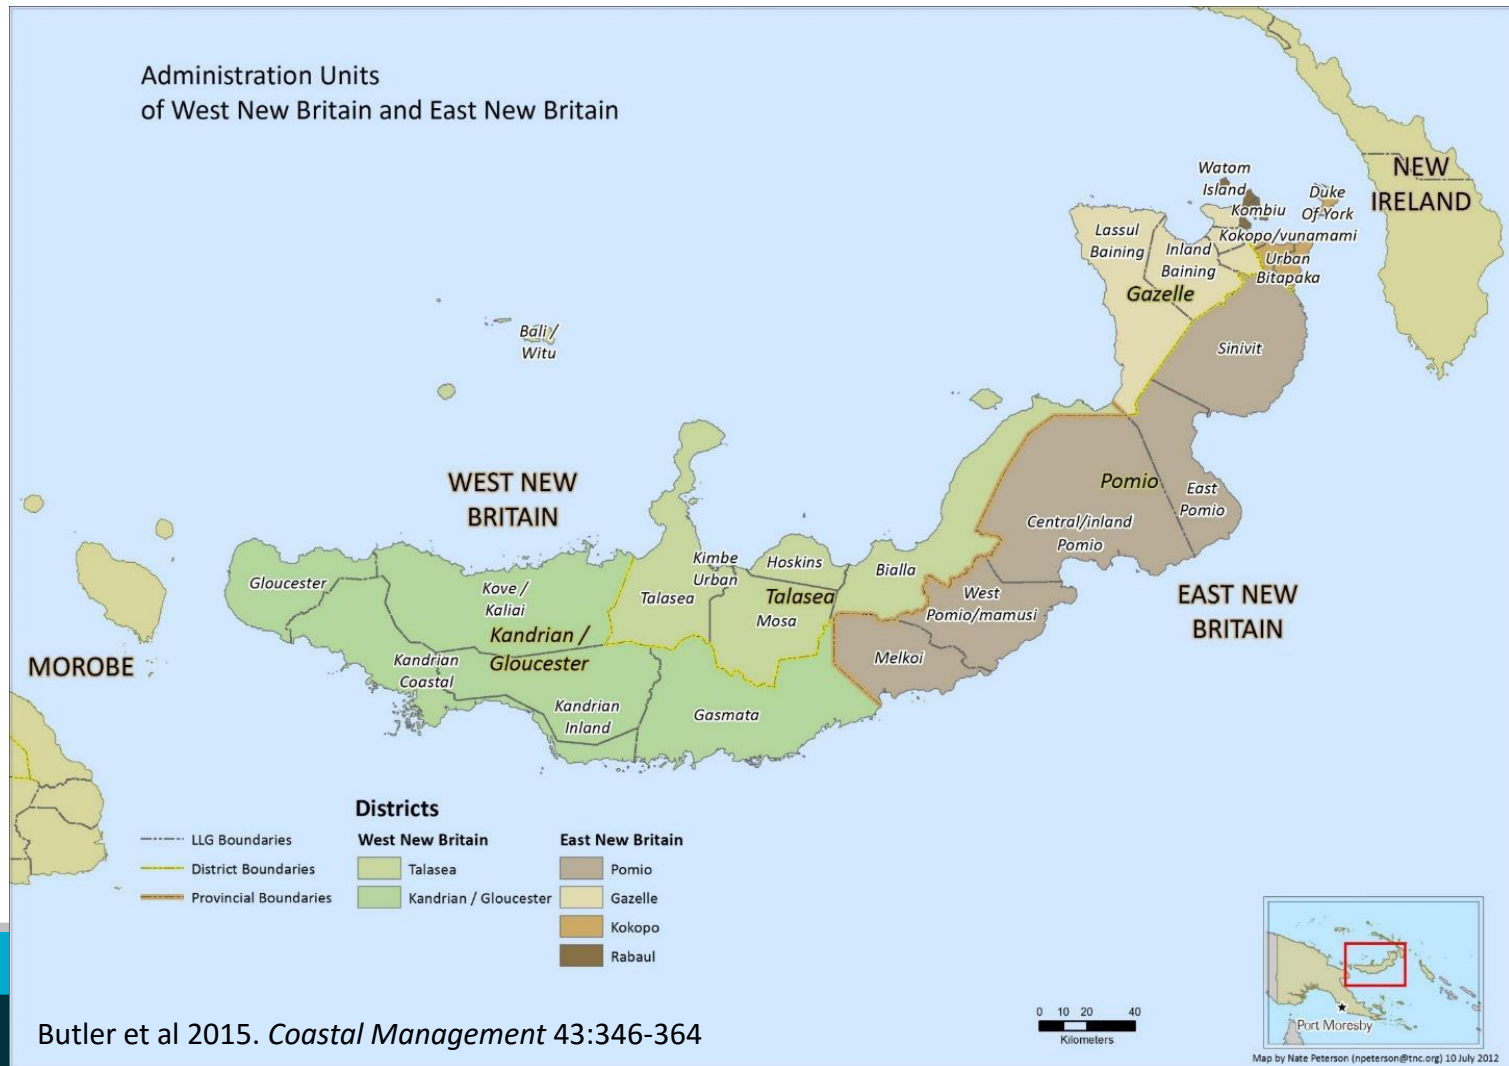 Administration Units
of West New Britain and East New Britain
NEW
IRELAND
Watom
Island
Duke
Of York
Kombiu
Kokopo/vunamami
Lassul
Baining
Inland
Baining
Urban
Bitapaka
Gazelle
Sinivit
Bali /
Witu
WEST NEW
BRITAIN
Pomio
East
Pomio
Central/inland
Pomio
Gloucester
Kove /
Kaliai
Talasea
Kimbe
Urban
Hoskins
Bialla
Talasea
Mosa
West
Pomio/mamusi
EAST NEW
BRITAIN
Kandrian /
Gloucester
MOROBE
Kandrian
Coastal
Melkoi
Kandrian
Inland
Gasmata
Districts
LLG Boundaries
District Boundaries
Provincial Boundaries
West New Britain
Talasea
Kandrian / Gloucester
East New Britain
Pomio
Gazelle
Kokopo
Rabaul
0 10 20 40
Kilometers
Port Moresby
Butler et al 2015. Coastal Management 43:346-364
Map by Nate Peterson (npeterson@tnc.org) 10 July 2012